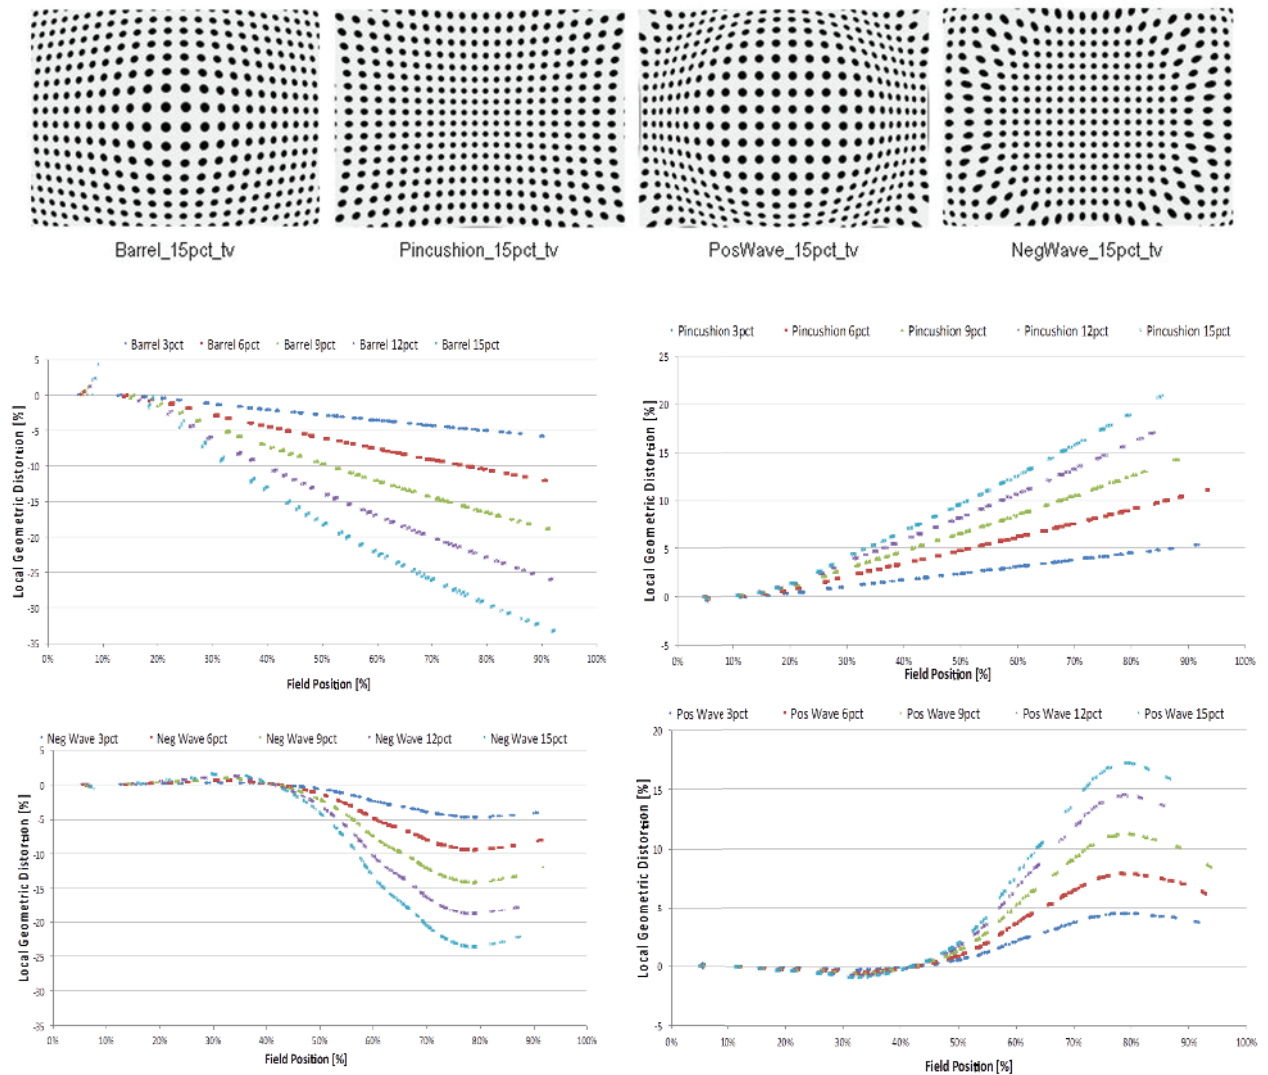 Barrel_15pct_tv
Pincushion_15pct_tv
PosWave_15pct_tv
NegWave_15pct_tv
Barrel 3pct Barrel 6pct Barrel 9pct Barrel 12pct Barrel 15pct
Local Geometric Distortion [%]
5
0
-5
-10
-15
-20
-25
-30
-35
0% 10% 20% 30% 40% 50% 60% 70% 80% 90% 100%
Field Position [%]
Pincushion 3pct Pincushion 6pct Pincushion 9pct Pincushion 12pct Pincushion 15pct
Local Geometric Distortion [%]
25
20
15
10
5
0
-5
0% 10% 20% 30% 40% 50% 60% 70% 80% 90% 100%
Field Position [%]
Neg Wave 3pct Neg Wave 6pct Neg Wave 9pct Neg Wave 12pct Neg Wave 15pct
Local Geometric Distortion [%]
5
0
-5
-10
-15
-20
-25
-30
-35
0% 10% 20% 30% 40% 50% 60% 70% 80% 90% 100%
Field Position [%]
Pos Wave 3pct Pos Wave 6pct Pos Wave 9pct Pos Wave 12pct Pos Wave 15pct
Local Geometric Distortion [%]
20
15
10
5
0
-5
0% 10% 20% 30% 40% 50% 60% 70% 80% 90% 100%
Field Position [%]